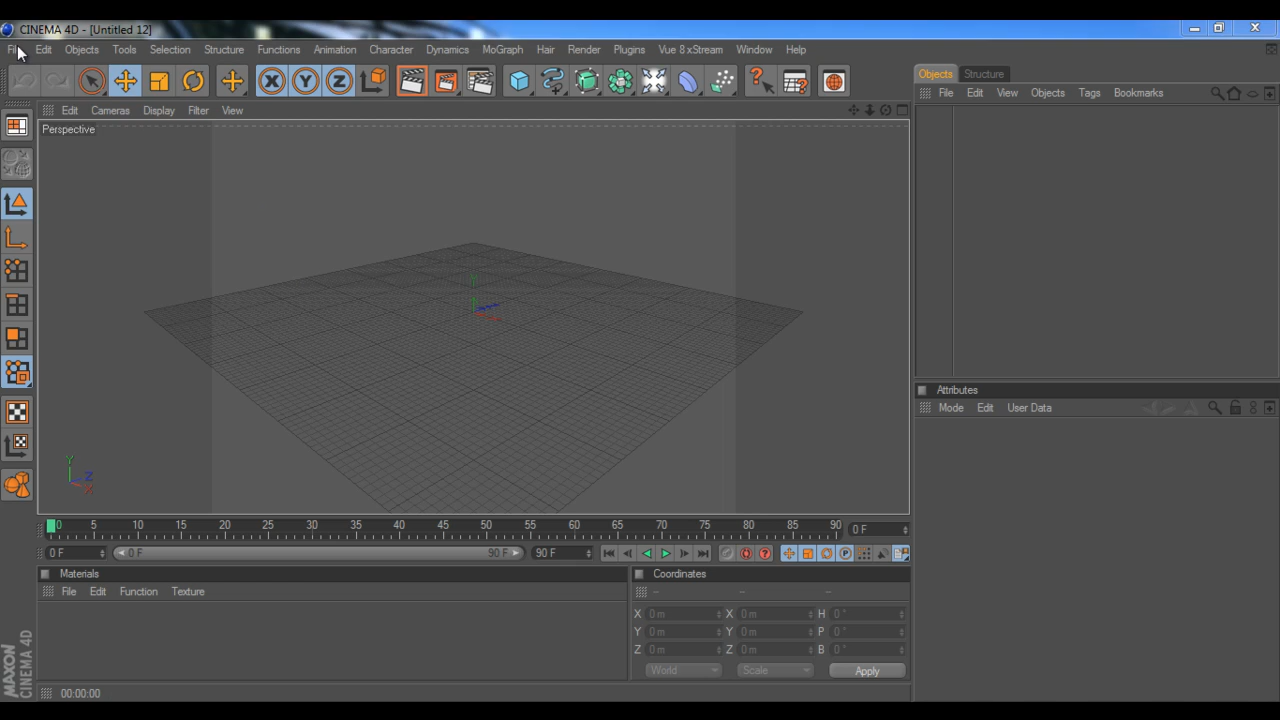 CINEMA 4D - [Untitled 12]
File Edit Objects Tools Selection Structure Functions Animation Character Dynamics MoGraph Hair Render Plugins Vue 8 xStream Window Help
X Y Z
Objects Structure
File Edit View Objects Tags Bookmarks
Edit Cameras Display Filter View
Perspective
Y
Y
Z
X
Attributes
Mode Edit User Data
0 5 10 15 20 25 30 35 40 45 50 55 60 65 70 75 80 85 90 0 F
0 F 0 F 90 F 90 F P
Materials
File Edit Function Texture
Coordinates
-- -- --
X 0 m X 0 m H 0 °
Y 0 m Y 0 m P 0 °
Z 0 m Z 0 m B 0 °
World Scale Apply
MAXON
CINEMA 4D
00:00:00